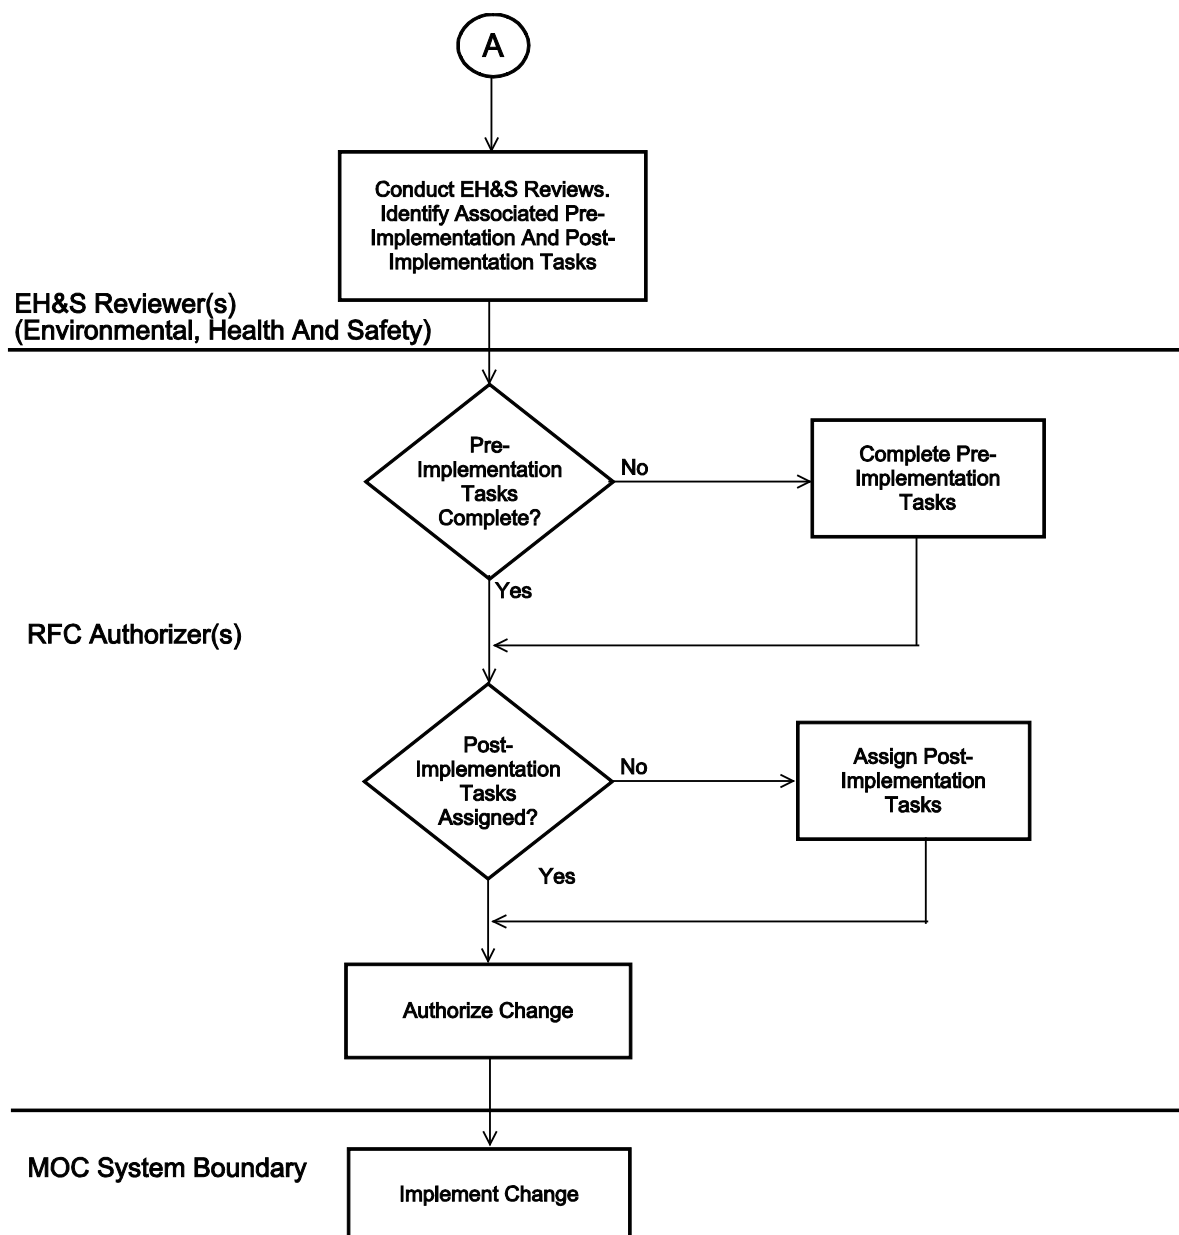 A
Conduct EH&S Reviews.
Identify Associated Pre-
Implementation And Post-
Implementation Tasks
EH&S Reviewer(s)
(Environmental, Health And Safety)
Pre-
Implementation
Tasks
Complete?
No
Complete Pre-
Implementation
Tasks
Yes
RFC Authorizer(s)
Post-
Implementation
Tasks
Assigned?
No
Assign Post-
Implementation
Tasks
Yes
Authorize Change
MOC System Boundary
Implement Change